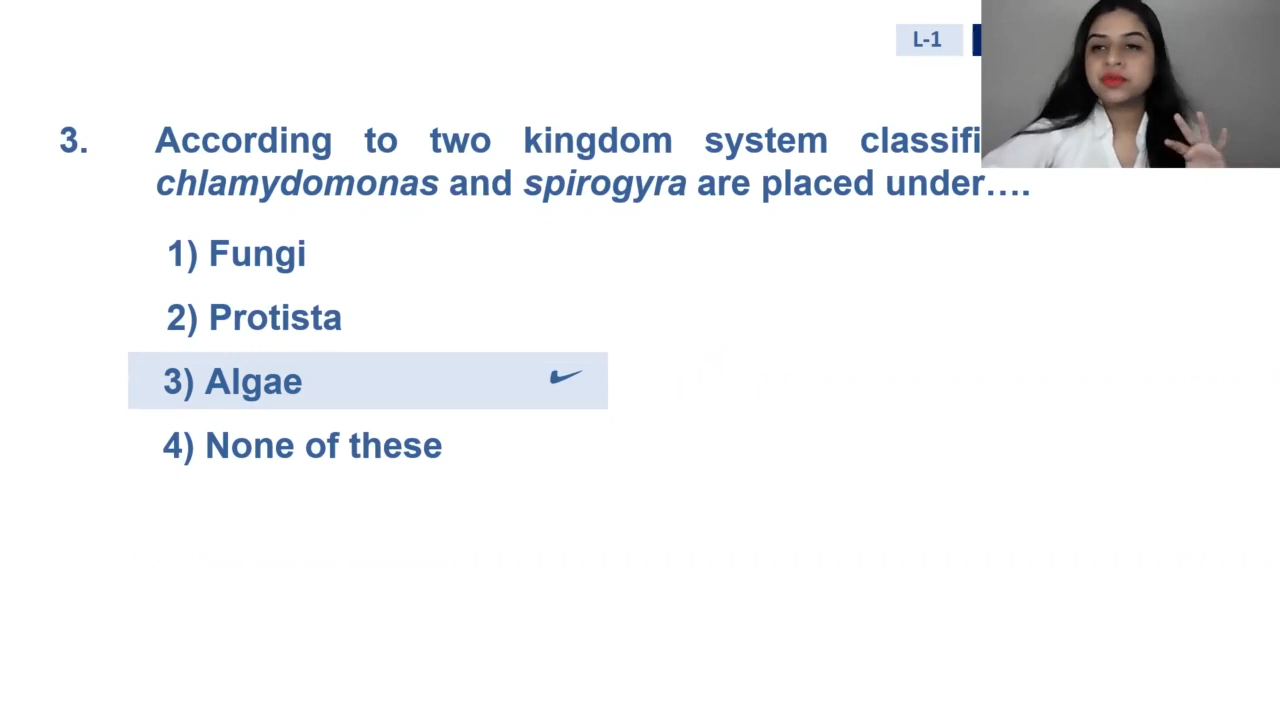 L-1
3. According to two kingdom system
chlamydomonas and spirogyra are placed under….
1) Fungi
2) Protista
3) Algae
4) None of these